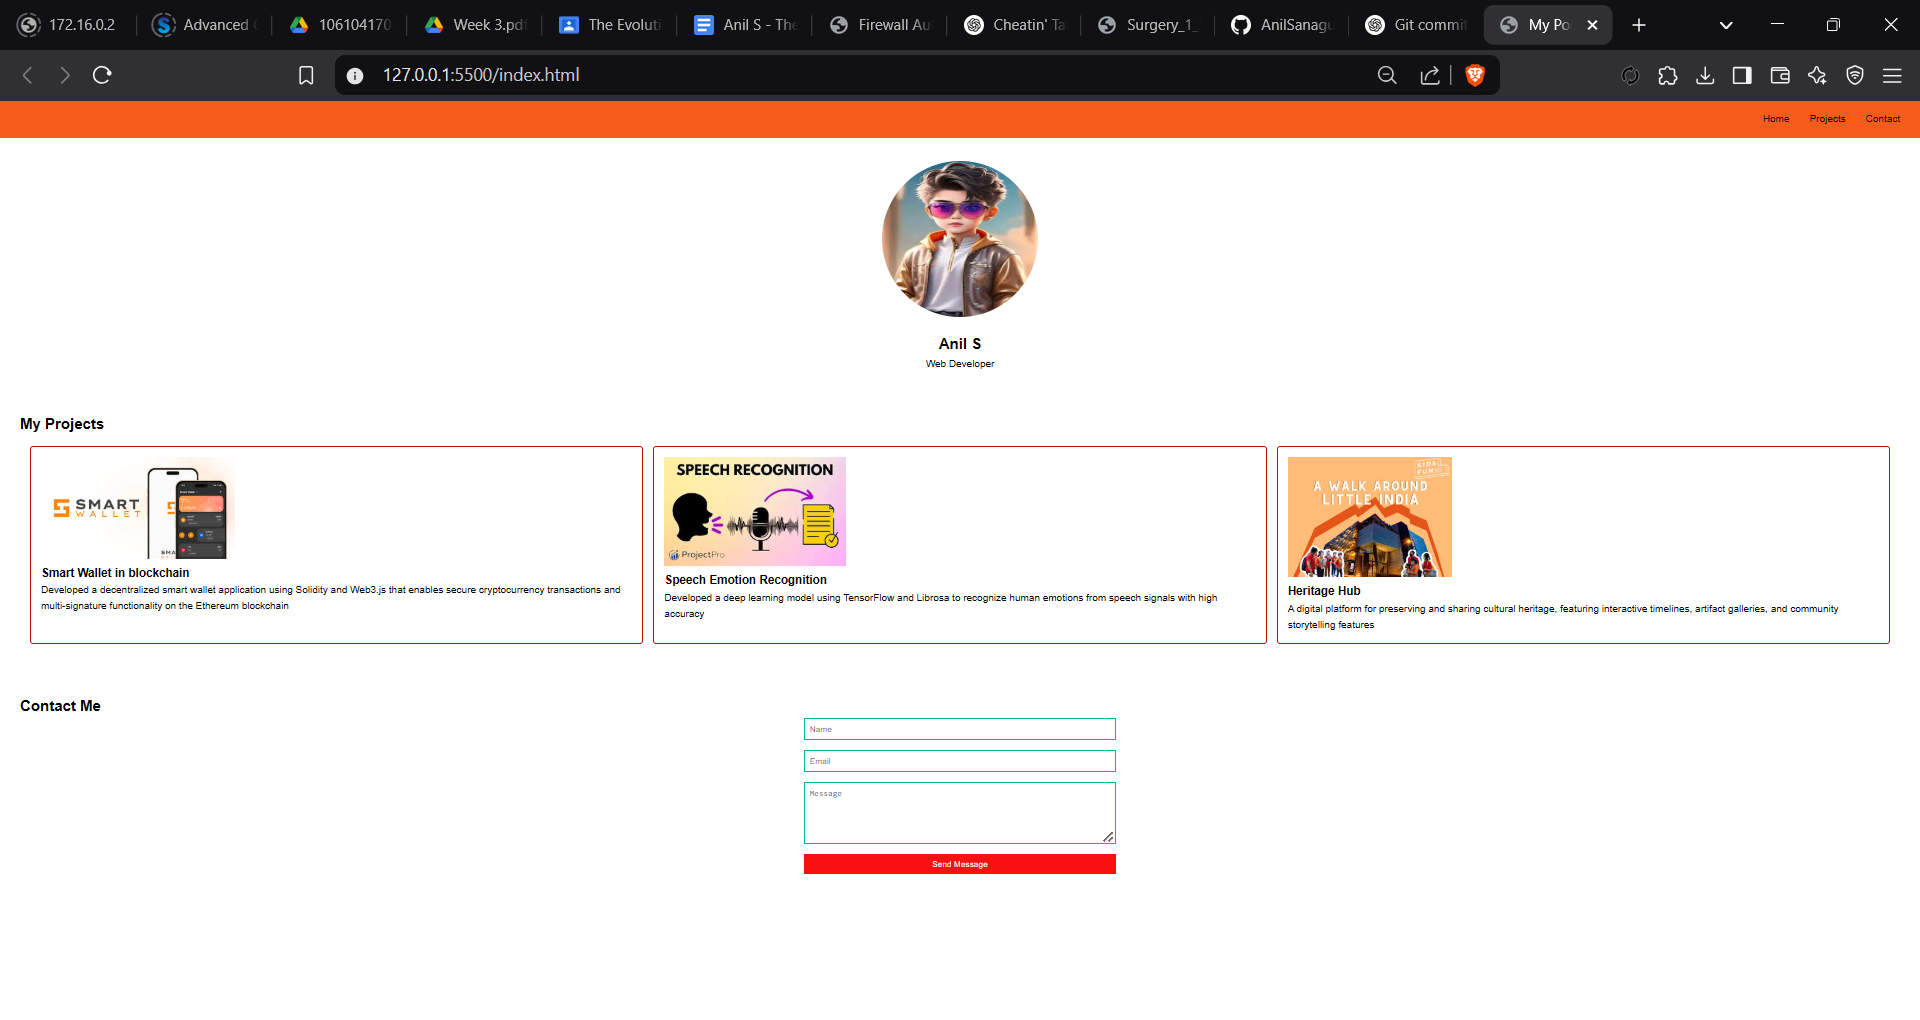 172.16.0.2
Advanced
106104170
Week 3.pdf
The Evoluti
Anil S - The
Firewall Au
Cheatin' Ta
Surgery_1_
AnilSanagu
Git commit
My Po
127.0.0.1:5500/index.html
Home Projects Contact
Anil S
Web Developer
My Projects
SMART
WALLET
Smart Wallet in blockchain
Developed a decentralized smart wallet application using Solidity and Web3.js that enables secure cryptocurrency transactions and
multi-signature functionality on the Ethereum blockchain
SPEECH RECOGNITION
ProjectPro
Speech Emotion Recognition
Developed a deep learning model using TensorFlow and Librosa to recognize human emotions from speech signals with high
accuracy
KIDS
FUN
A WALK AROUND
LITTLE INDIA
Heritage Hub
A digital platform for preserving and sharing cultural heritage, featuring interactive timelines, artifact galleries, and community
storytelling features
Contact Me
Name
Email
Message
Send Message